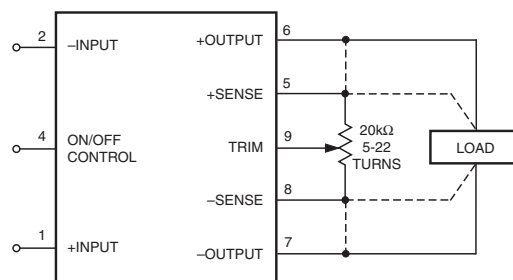 2
–INPUT
+OUTPUT
6
+SENSE
5
4
ON/OFF
CONTROL
TRIM
9
20kΩ
5-22
TURNS
LOAD
–SENSE
8
1
+INPUT
–OUTPUT
7